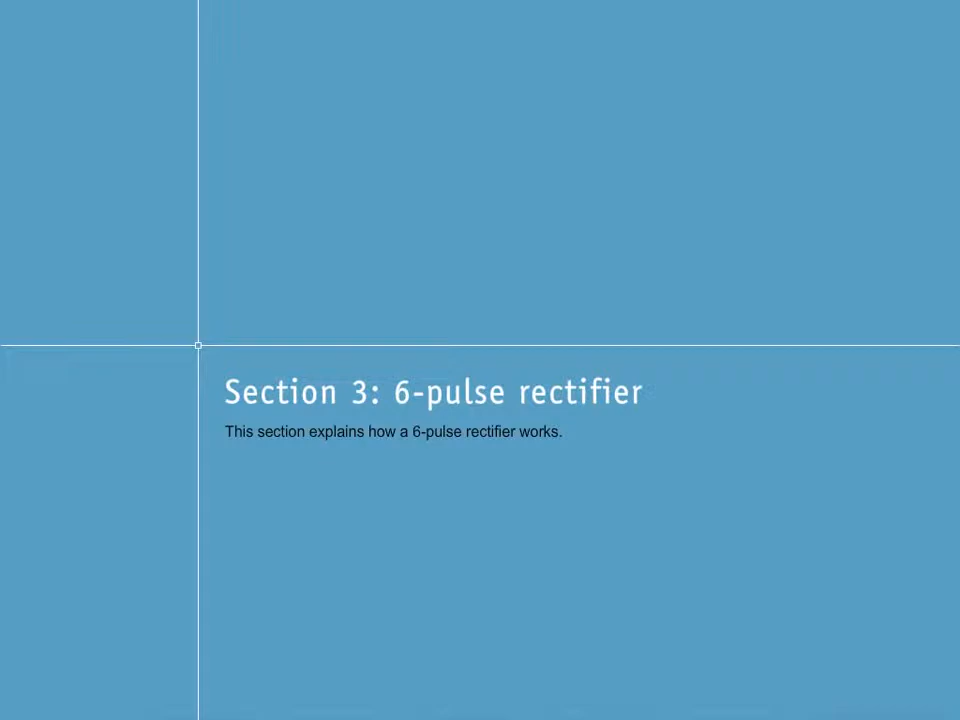 Section 3: 6-pulse rectifier
This section explains how a 6-pulse rectifier works.